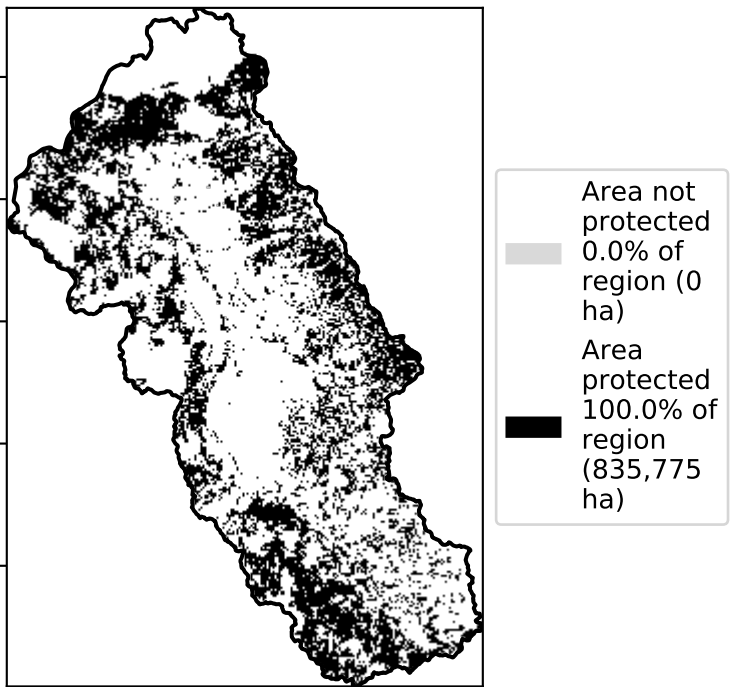 Area not
protected
0.0% of
region (0
ha)
Area
protected
100.0% of
region
(835,775
ha)